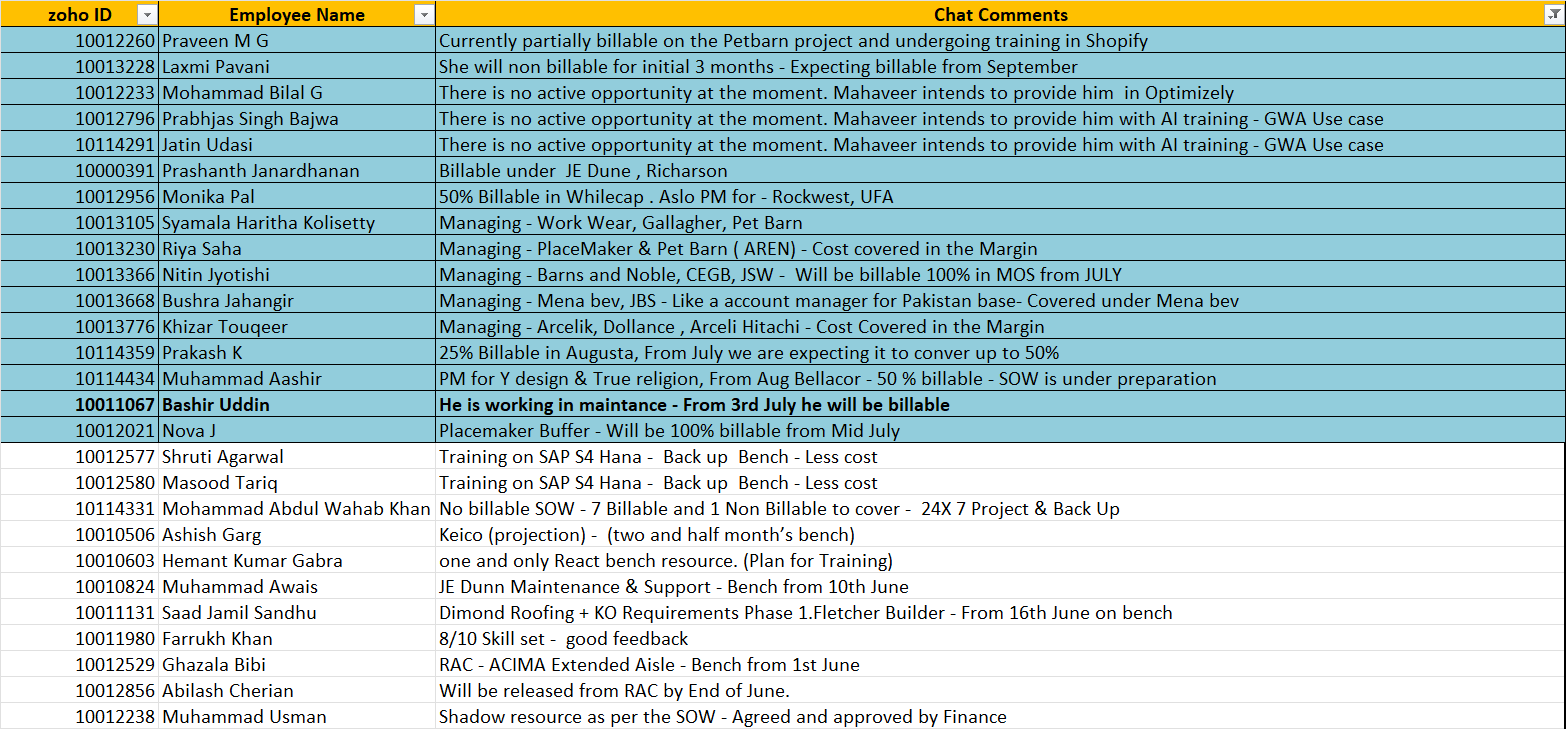 zoho ID Employee Name Chat Comments
10012260 Praveen M G Currently partially billable on the Petbarn project and undergoing training in Shopify
10013228 Laxmi Pavani She will non billable for initial 3 months - Expecting billable from September
10012233 Mohammad Bilal G There is no active opportunity at the moment. Mahaveer intends to provide him  in Optimizely
10012796 Prabhjas Singh Bajwa There is no active opportunity at the moment. Mahaveer intends to provide him with AI training - GWA Use case
10114291 Jatin Udasi There is no active opportunity at the moment. Mahaveer intends to provide him with AI training - GWA Use case
10000391 Prashanth Janardhanan Billable under  JE Dune , Richarson
10012956 Monika Pal 50% Billable in Whilecap . Aslo PM for - Rockwest, UFA
10013105 Syamala Haritha Kolisetty Managing - Work Wear, Gallagher, Pet Barn
10013230 Riya Saha Managing - PlaceMaker & Pet Barn ( AREN) - Cost covered in the Margin
10013366 Nitin Jyotishi Managing - Barns and Noble, CEGB, JSW -  Will be billable 100% in MOS from JULY
10013668 Bushra Jahangir Managing - Mena bev, JBS - Like a account manager for Pakistan base- Covered under Mena bev
10013776 Khizar Touqeer Managing - Arcelik, Dollance , Arceli Hitachi - Cost Covered in the Margin
10114359 Prakash K 25% Billable in Augusta, From July we are expecting it to conver up to 50%
10114434 Muhammad Aashir PM for Y design & True religion, From Aug Bellacor - 50 % billable - SOW is under preparation
10011067 Bashir Uddin He is working in maintance - From 3rd July he will be billable
10012021 Nova J Placemaker Buffer - Will be 100% billable from Mid July
10012577 Shruti Agarwal Training on SAP S4 Hana -  Back up  Bench - Less cost
10012580 Masood Tariq Training on SAP S4 Hana -  Back up  Bench - Less cost
10114331 Mohammad Abdul Wahab Khan No billable SOW - 7 Billable and 1 Non Billable to cover -  24X 7 Project & Back Up
10010506 Ashish Garg Keico (projection) -  (two and half month’s bench)
10010603 Hemant Kumar Gabra one and only React bench resource. (Plan for Training)
10010824 Muhammad Awais JE Dunn Maintenance & Support - Bench from 10th June
10011131 Saad Jamil Sandhu Dimond Roofing + KO Requirements Phase 1.Fletcher Builder - From 16th June on bench
10011980 Farrukh Khan 8/10 Skill set -  good feedback
10012529 Ghazala Bibi RAC - ACIMA Extended Aisle - Bench from 1st June
10012856 Abilash Cherian Will be released from RAC by End of June.
10012238 Muhammad Usman Shadow resource as per the SOW - Agreed and approved by Finance